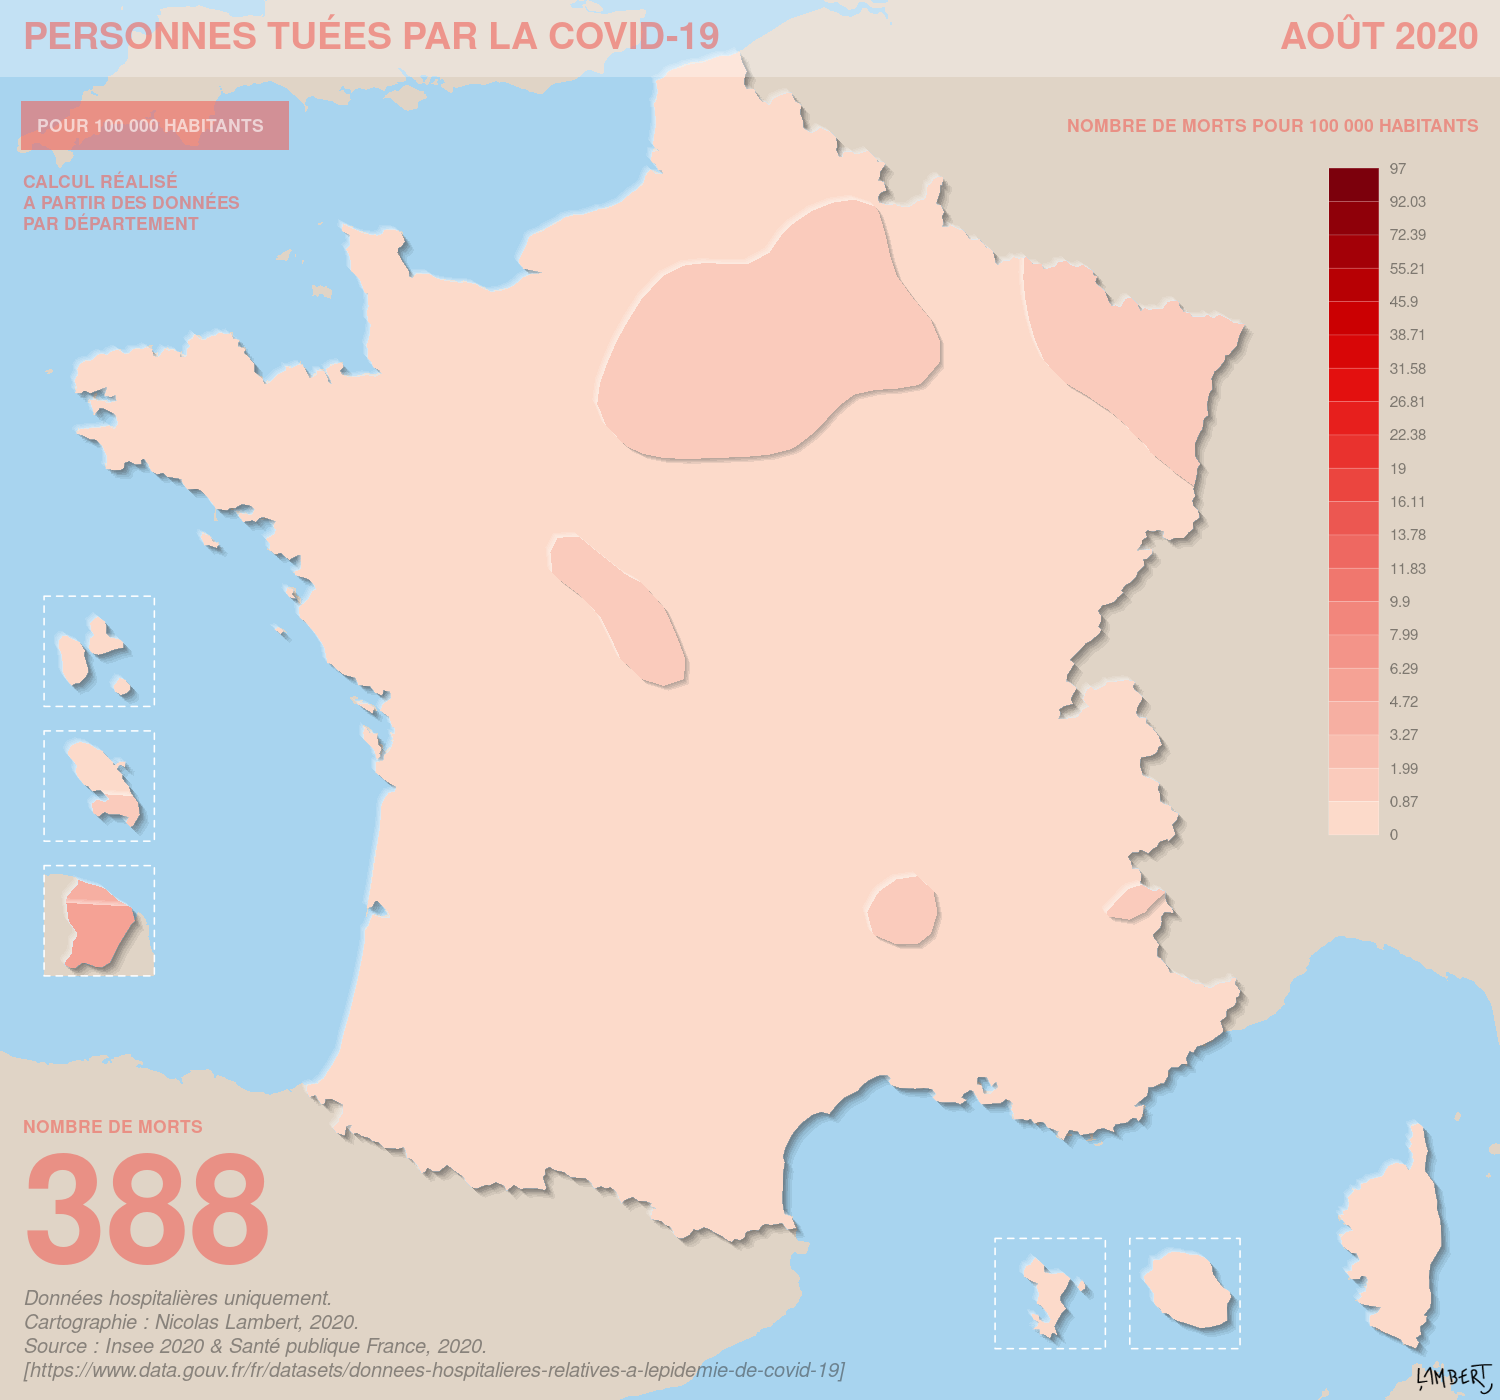 PERSONNES TUÉES PAR LA COVID-19
AOÛT 2020
POUR 100 000 HABITANTS
CALCUL RÉALISÉ
A PARTIR DES DONNÉES
PAR DÉPARTEMENT
NOMBRE DE MORTS POUR 100 000 HABITANTS
97
92.03
72.39
55.21
45.9
38.71
31.58
26.81
22.38
19
16.11
13.78
11.83
9.9
7.99
6.29
4.72
3.27
1.99
0.87
0
NOMBRE DE MORTS
388
Données hospitalières uniquement.
Cartographie : Nicolas Lambert, 2020.
Source : Insee 2020 & Santé publique France, 2020.
[https://www.data.gouv.fr/fr/datasets/donnees-hospitalieres-relatives-a-lepidemie-de-covid-19]
LAMBERT